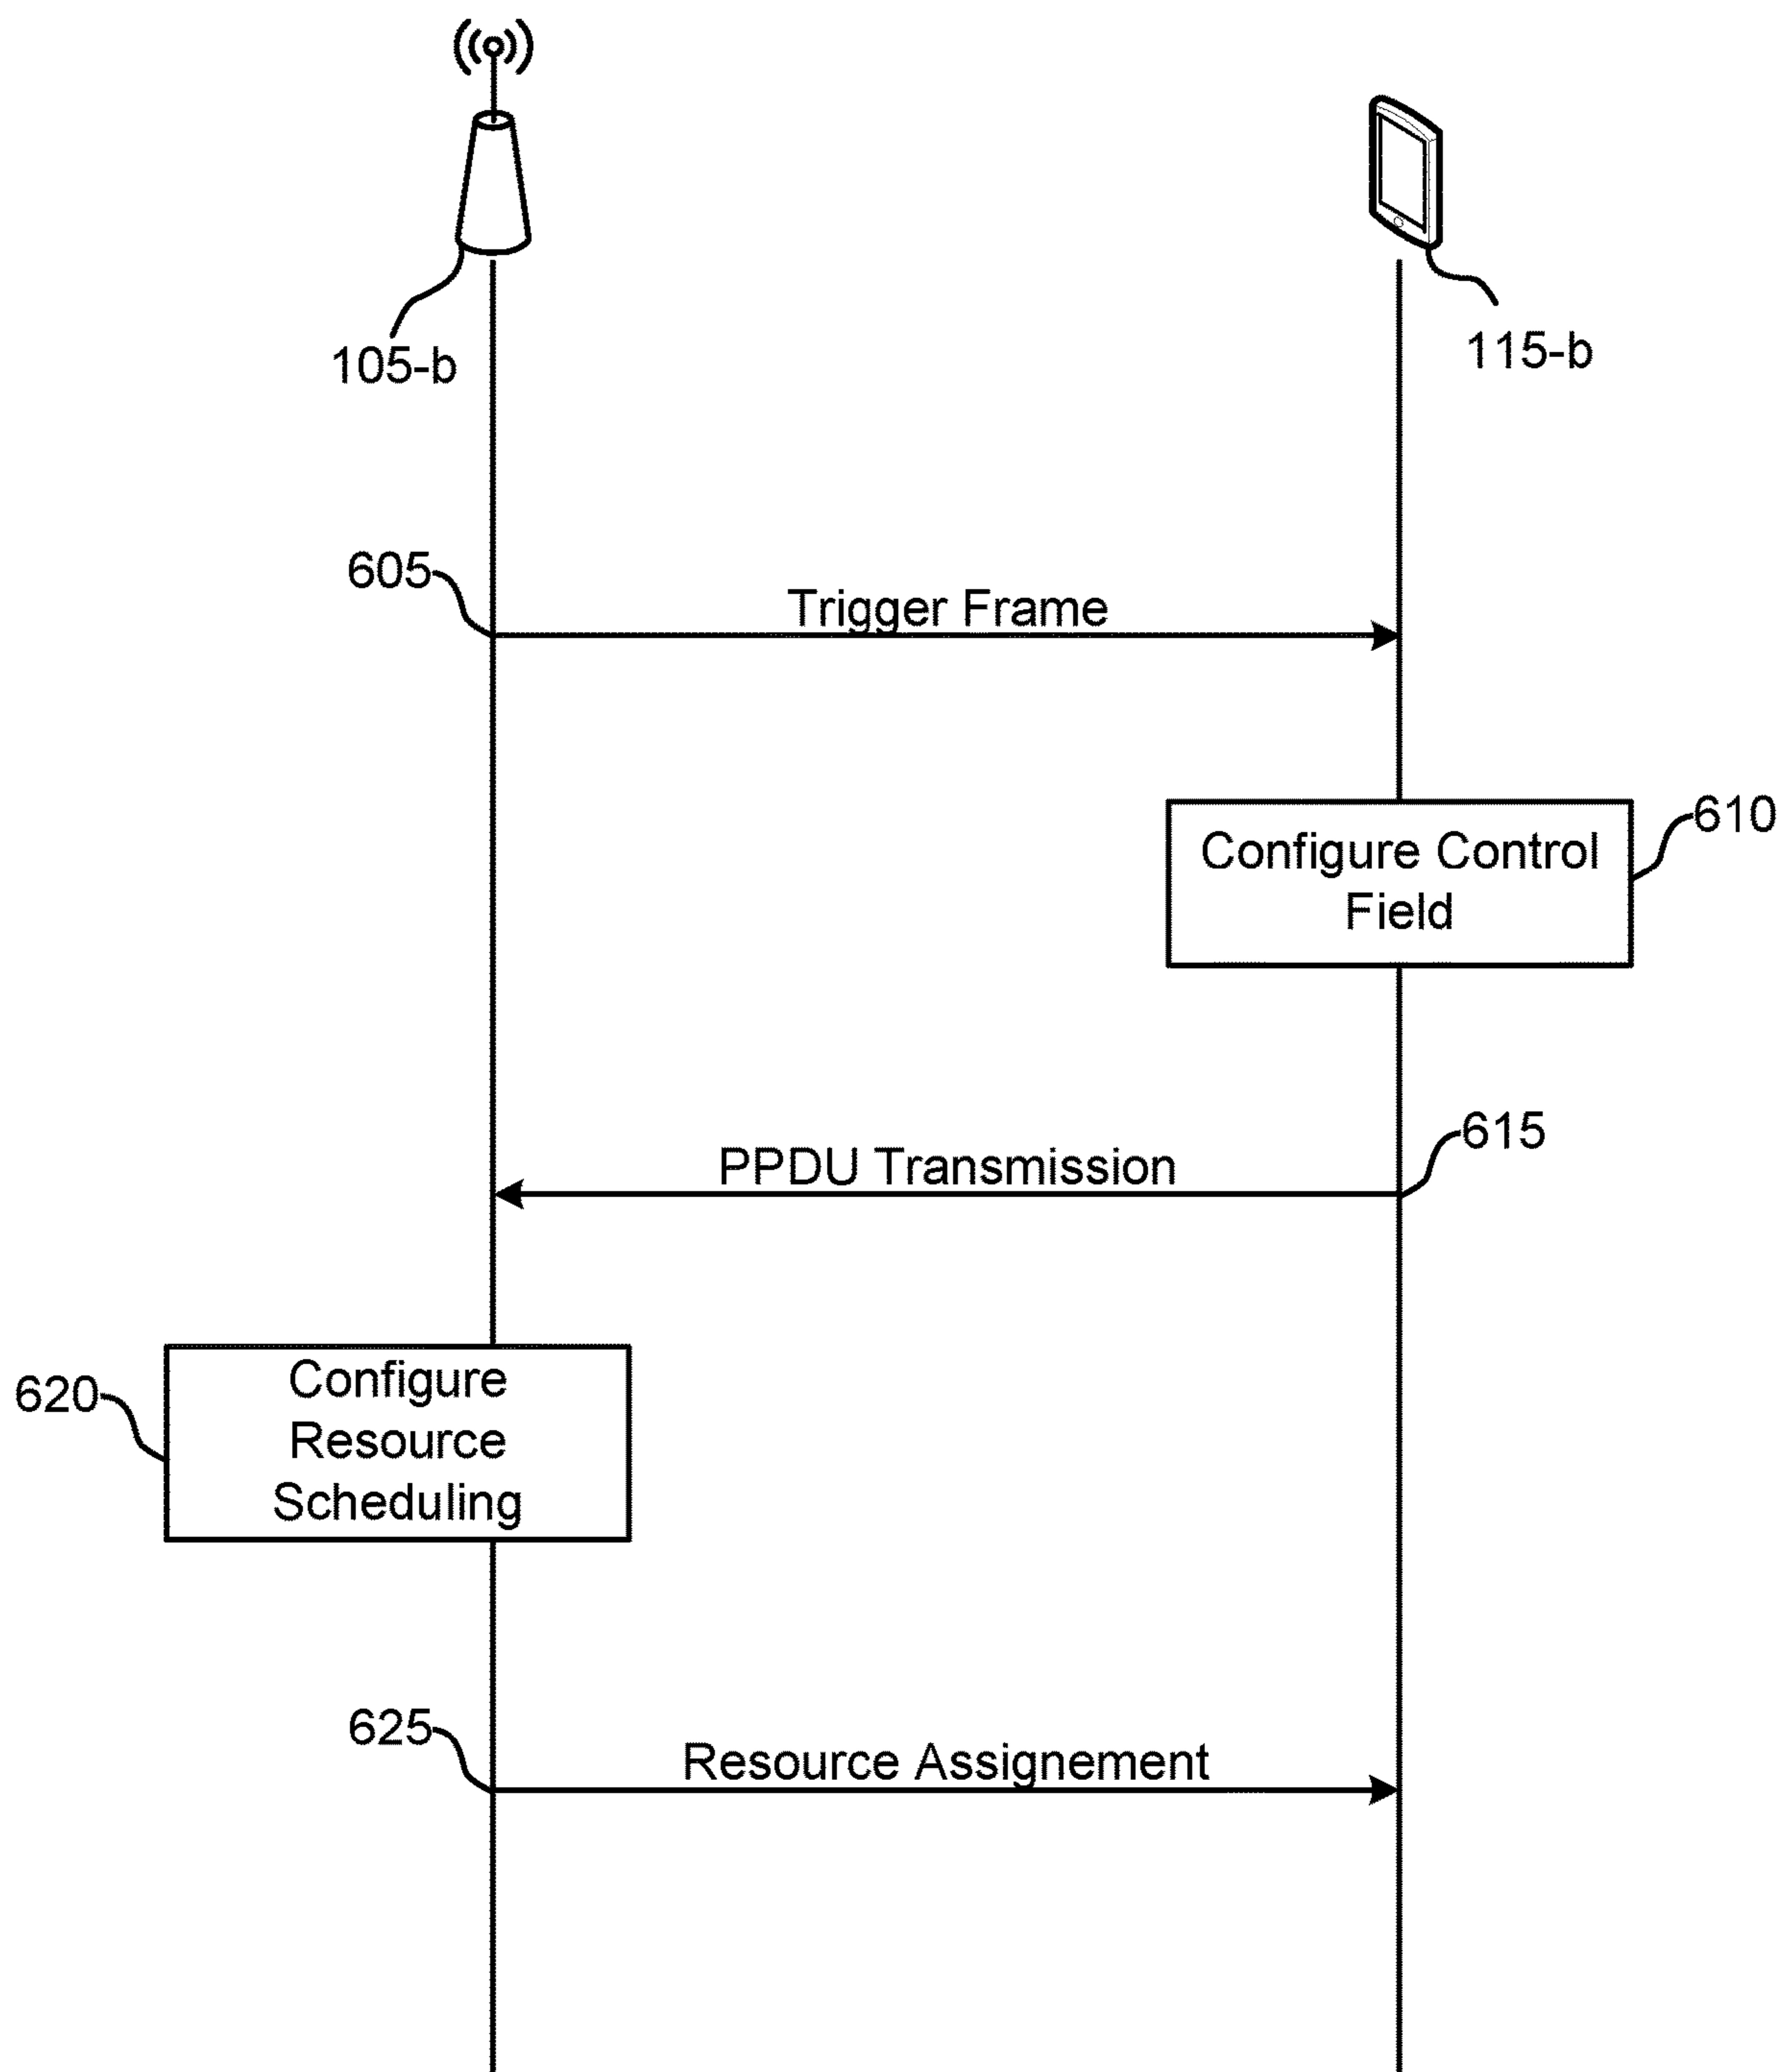 105-b
115-b
605
Trigger Frame
610
Configure Control
Field
615
PPDU Transmission
620
Configure
Resource
Scheduling
625
Resource Assignement